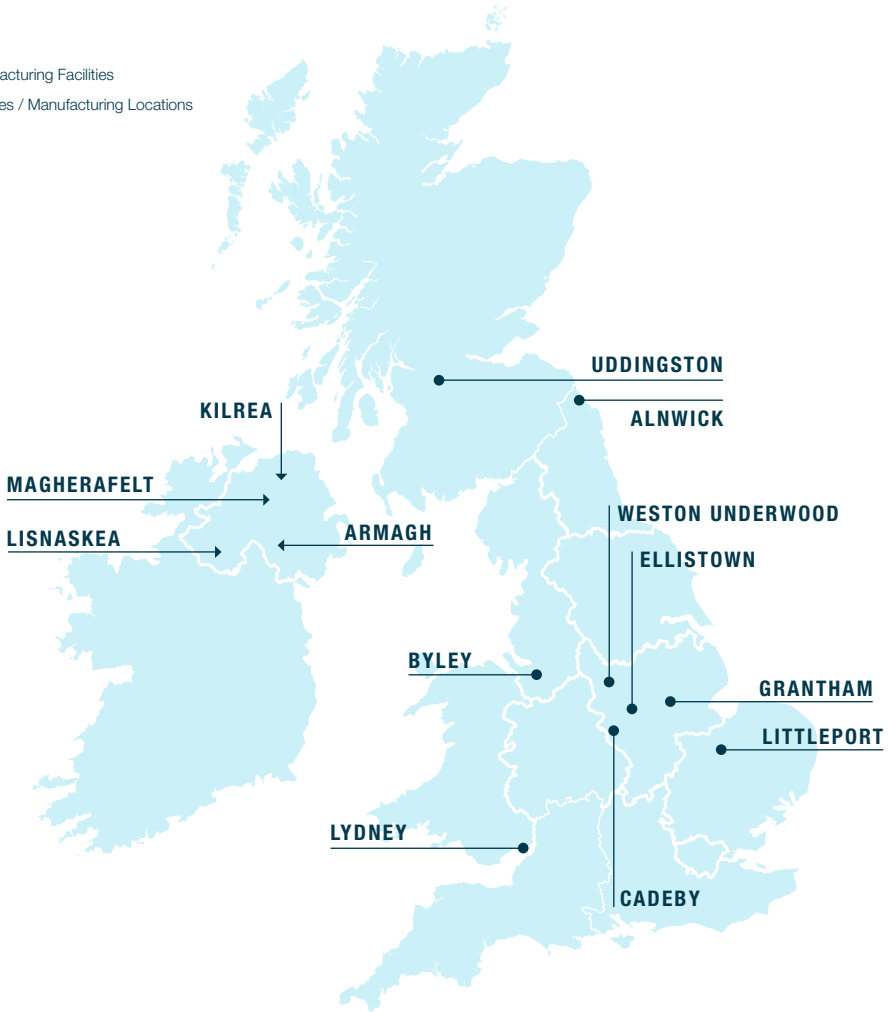 acturing Facilities
es / Manufacturing Locations
UDDINGSTON
KILREA
ALNWICK
MAGHERAFELT
WESTON UNDERWOOD
LISNASKEA
ARMAGH
ELLISTOWN
BYLEY
GRANTHAM
LITTLEPORT
LYDNEY
CADEBY